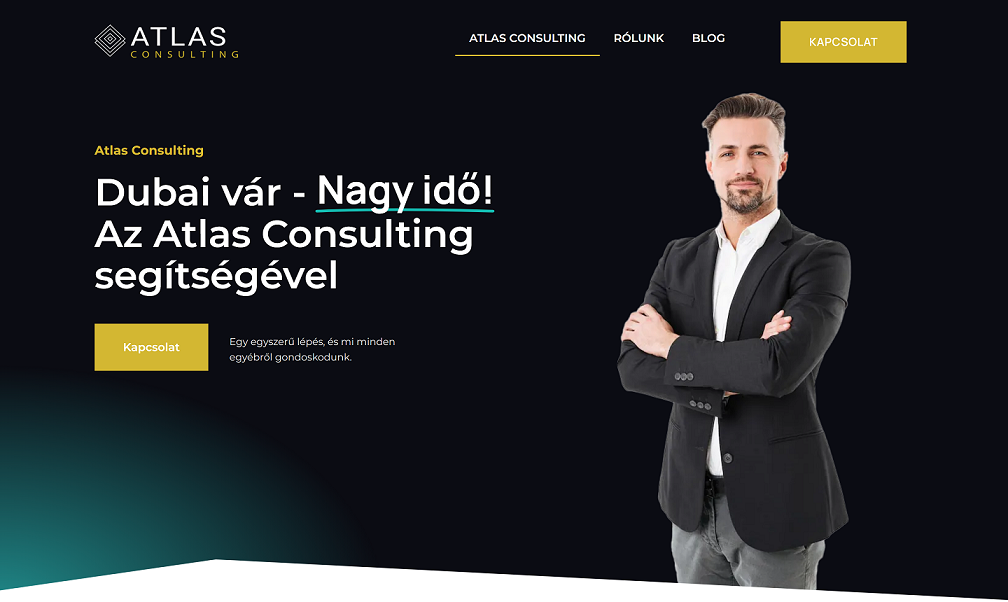 ATLAS
CONSULTING
ATLAS CONSULTING
RÓLUNK
BLOG
KAPCSOLAT
Atlas Consulting
Dubai vár - Nagy idő!
Az Atlas Consulting
segítségével
Kapcsolat
Egy egyszerű lépés, és mi minden
egyébről gondoskodunk.